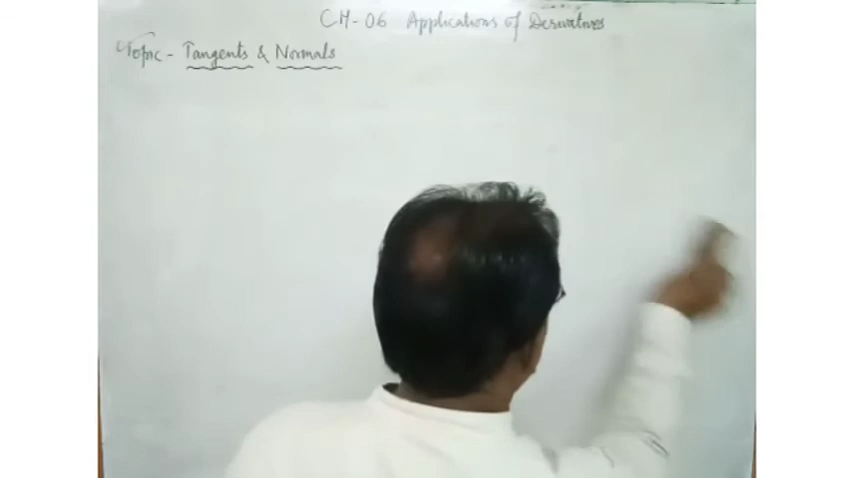 CH-06 Applications of Derivatives
Topic - Tangents & Normals